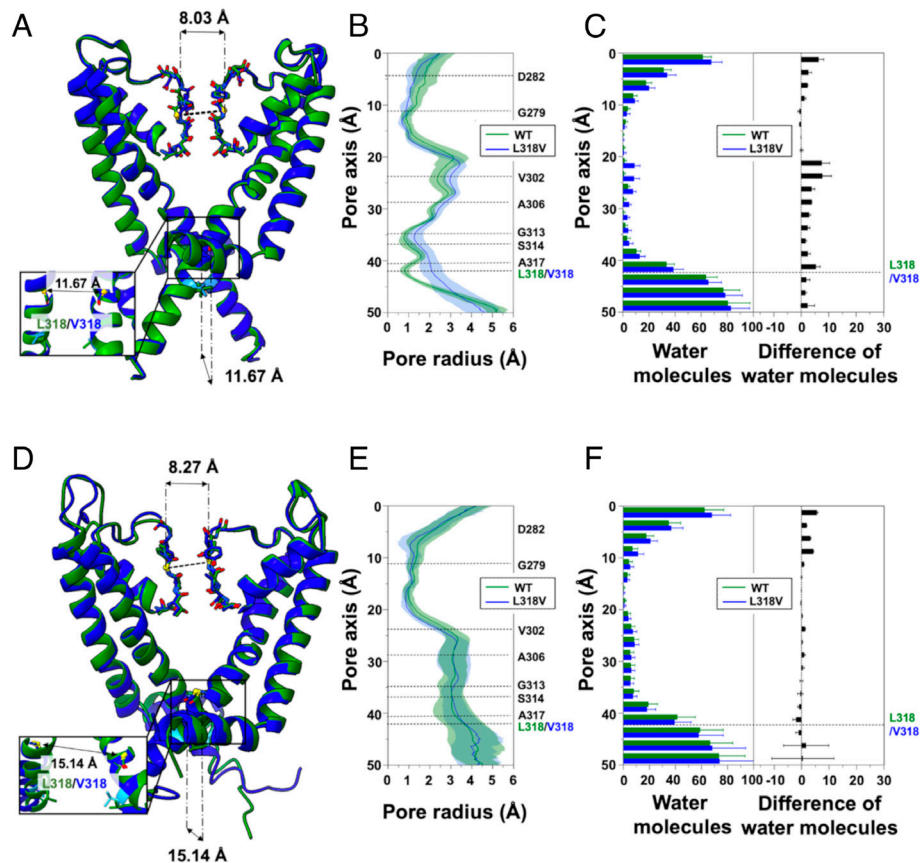 A
8.03 Å
11.67 Å
L318/V318
11.67 Å
B
0
10
20
30
40
50
Pore axis (Å)
D282
G279
WT
L318V
V302
A306
G313
S314
A317
L318/V318
0 1 2 3 4 5 6
Pore radius (Å)
C
0
10
20
30
40
50
Pore axis (Å)
WT
L318V
L318
/V318
0 20 40 60 80 100
-10 0 10 20 30
Water molecules
Difference of water molecules
D
8.27 Å
15.14 Å
L318/V318
15.14 Å
E
0
10
20
30
40
50
Pore axis (Å)
D282
G279
WT
L318V
V302
A306
G313
S314
A317
L318/V318
0 1 2 3 4 5 6
Pore radius (Å)
F
0
10
20
30
40
50
Pore axis (Å)
WT
L318V
L318
/V318
0 20 40 60 80 100
-10 0 10 20 30
Water molecules
Difference of water molecules